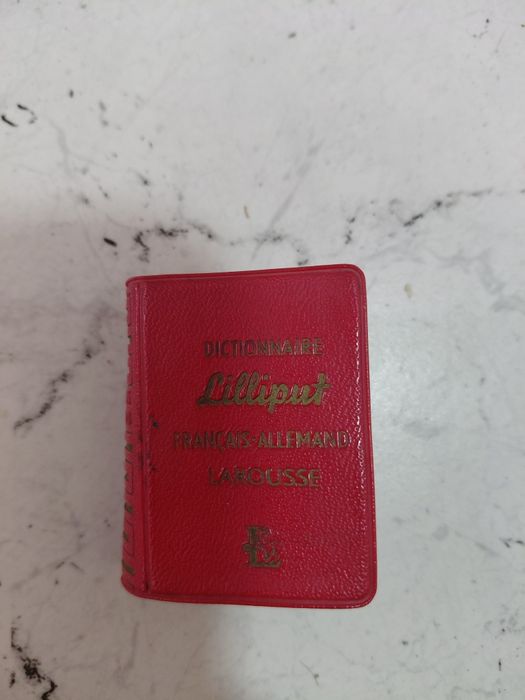 DICTIONNAIRE
Lilliput
FRANÇAIS-ALLEMAND
LAROUSSE